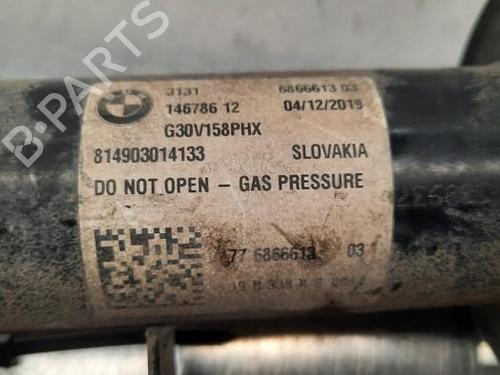 BMW
3131 6866613 03
146786 12 04/12/2019
G30V158PHX
814903014133 SLOVAKIA
DO NOT OPEN - GAS PRESSURE
77 6866613 03
B-PARTS